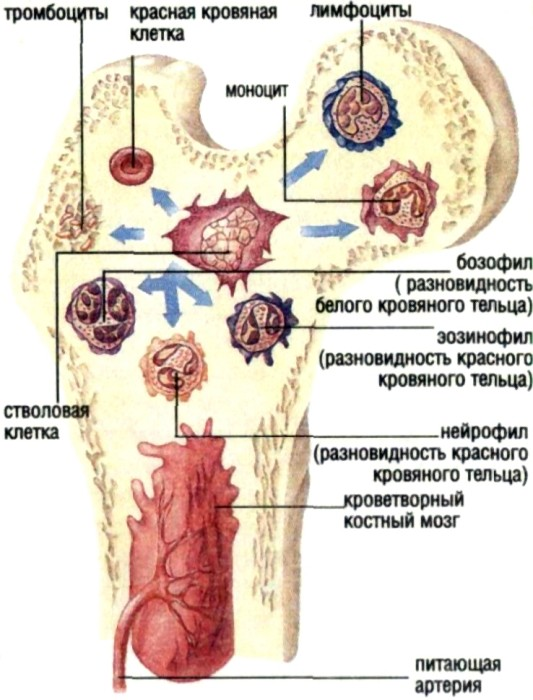 тромбоциты
красная кровяная
клетка
лимфоциты
моноцит
бозофил
( разновидность
белого кровяного тельца)
эозинофил
(разновидность красного
кровяного тельца)
стволовая
клетка
нейрофил
(разновидность красного
кровяного тельца)
кроветворный
костный мозг
питающая
артерия